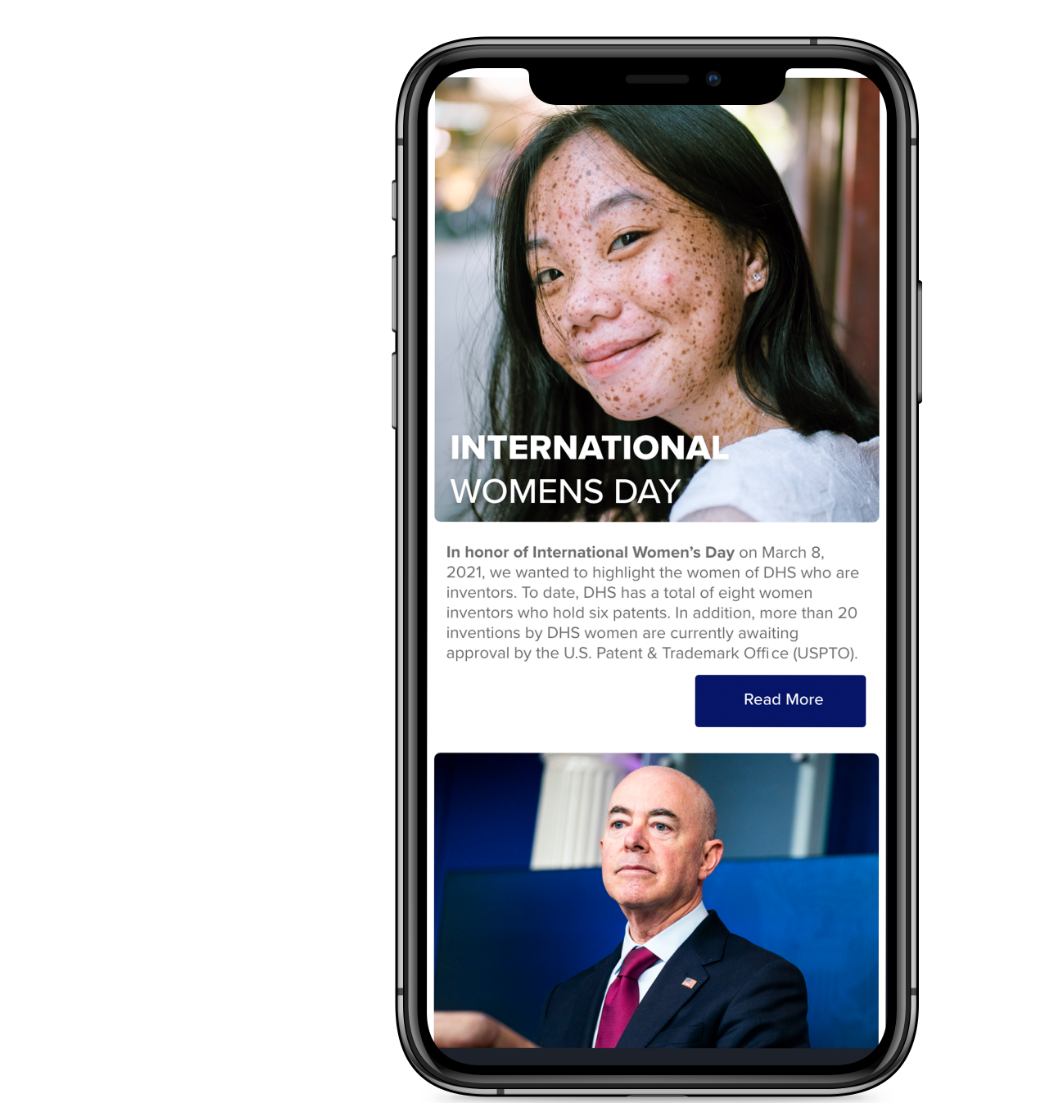 INTERNATIONAL
WOMENS DAY
In honor of International Women’s Day on March 8,
2021, we wanted to highlight the women of DHS who are
inventors. To date, DHS has a total of eight women
inventors who hold six patents. In addition, more than 20
inventions by DHS women are currently awaiting
approval by the U.S. Patent & Trademark Office (USPTO).
Read More